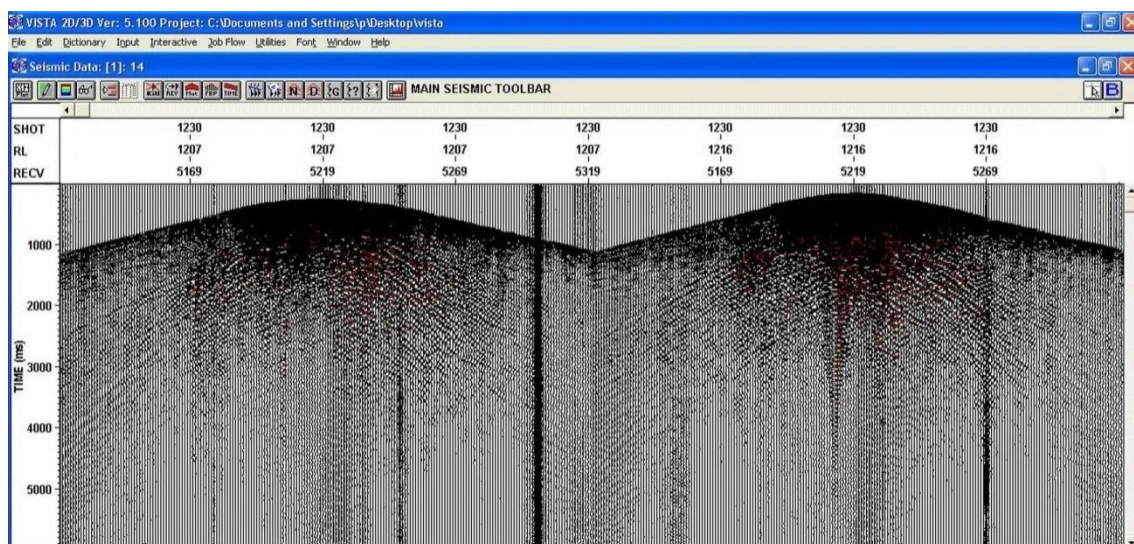 VISTA 2D/3D Ver: 5.100 Project: C:\Documents and Settings\p\Desktop\vista
File Edit Dictionary Input Interactive Job Flow Utilities Font Window Help
Seismic Data: [1]: 14
MAIN SEISMIC TOOLBAR B
SHOT 1230 1230 1230 1230 1230 1230 1230
RL 1207 1207 1207 1207 1216 1216 1216
RECV 5169 5219 5269 5319 5169 5219 5269
1000
2000
3000
4000
5000
TIME (ms)